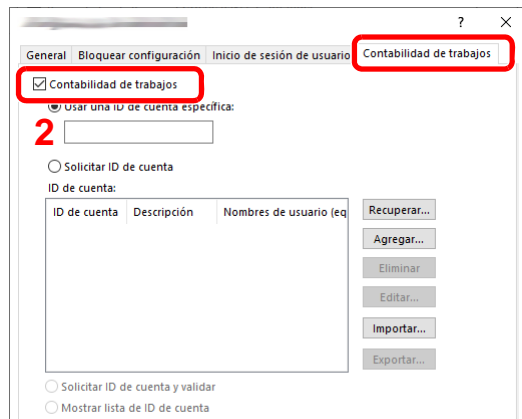 ? ×
General Bloquear configuración Inicio de sesión de usuario Contabilidad de trabajos
Contabilidad de trabajos
Usar una ID de cuenta específica:
2
Solicitar ID de cuenta
ID de cuenta:
ID de cuenta Descripción Nombres de usuario (eq Recuperar...
Agregar...
Eliminar
Editar...
Importar...
Exportar...
Solicitar ID de cuenta y validar
Mostrar lista de ID de cuenta